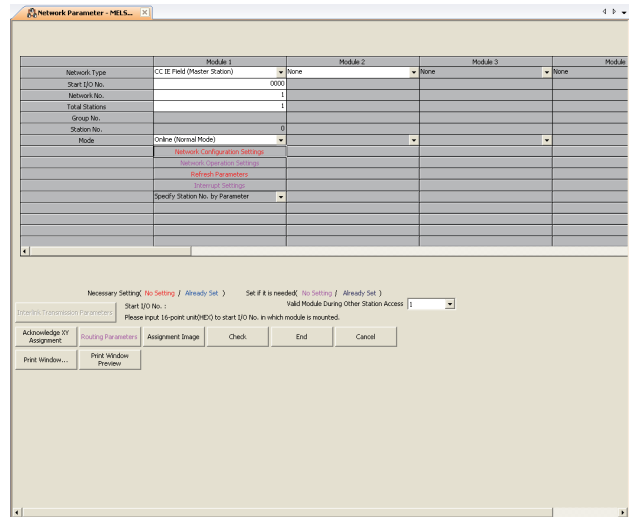 Network Parameter - MELS...
Module 1 Module 2 Module 3 Module
Network Type CC IE Field (Master Station) None None None
Start I/O No. 0000
Network No. 1
Total Stations 1
Group No.
Station No. 0
Mode Online (Normal Mode)
Network Configuration Settings
Network Operation Settings
Refresh Parameters
Interrupt Settings
Specify Station No. by Parameter
Necessary Setting( No Setting / Already Set ) Set if it is needed( No Setting / Already Set )
Interlink Transmission Parameters Start I/O No. : Valid Module During Other Station Access 1
Please input 16-point unit(HEX) to start I/O No. in which module is mounted.
Acknowledge XY Assignment Routing Parameters Assignment Image Check End Cancel
Print Window... Print Window Preview